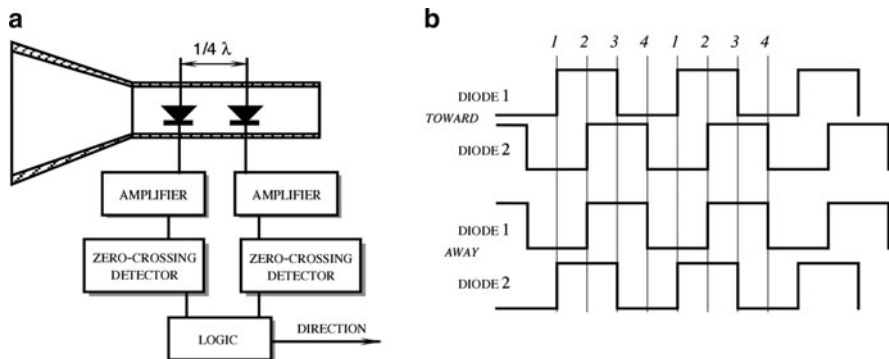 a
1/4 λ
AMPLIFIER
AMPLIFIER
ZERO–CROSSING
DETECTOR
ZERO–CROSSING
DETECTOR
LOGIC
DIRECTION
b
1 2 3 4 1 2 3 4
DIODE 1
TOWARD
DIODE 2
DIODE 1
AWAY
DIODE 2